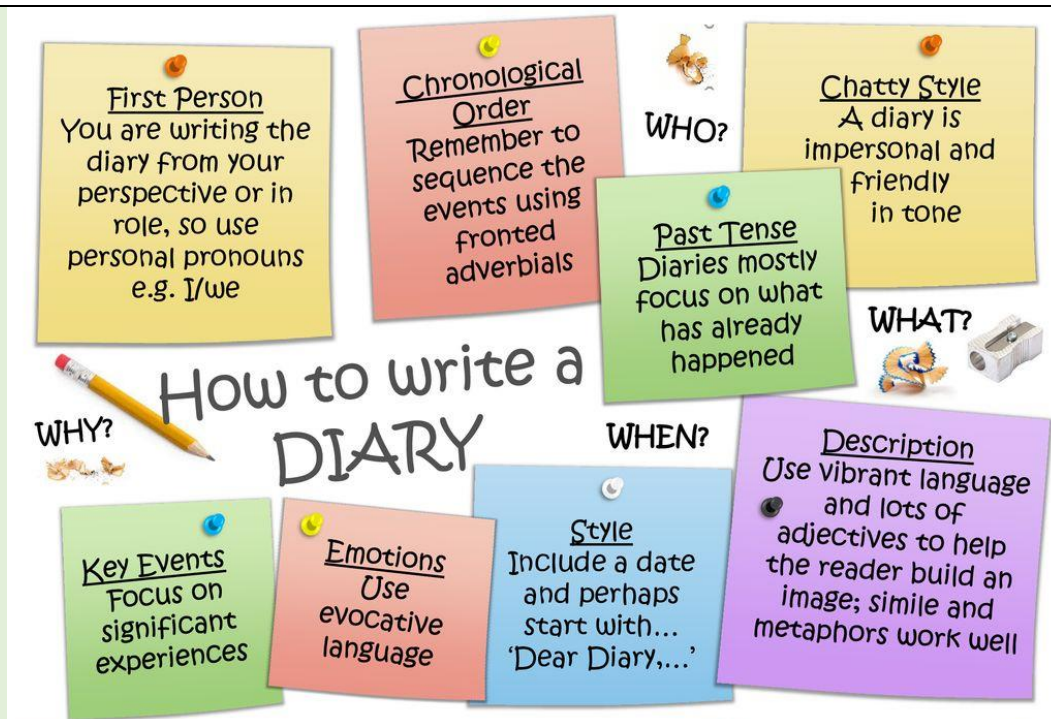 First Person
You are writing the
diary from your
perspective or in
role, so use
personal pronouns
e.g. I/we
Chronological
Order
Remember to
sequence the
events using
fronted
adverbials
WHO?
Chatty Style
A diary is
impersonal and
friendly
in tone
Past Tense
Diaries mostly
focus on what
has already
happened
WHAT?
How to write a
DIARY
WHY?
WHEN?
Key Events
Focus on
significant
experiences
Emotions
Use
evocative
language
Style
Include a date
and perhaps
start with...
'Dear Diary,...'
Description
Use vibrant language
and lots of
adjectives to help
the reader build an
image; simile and
metaphors work well